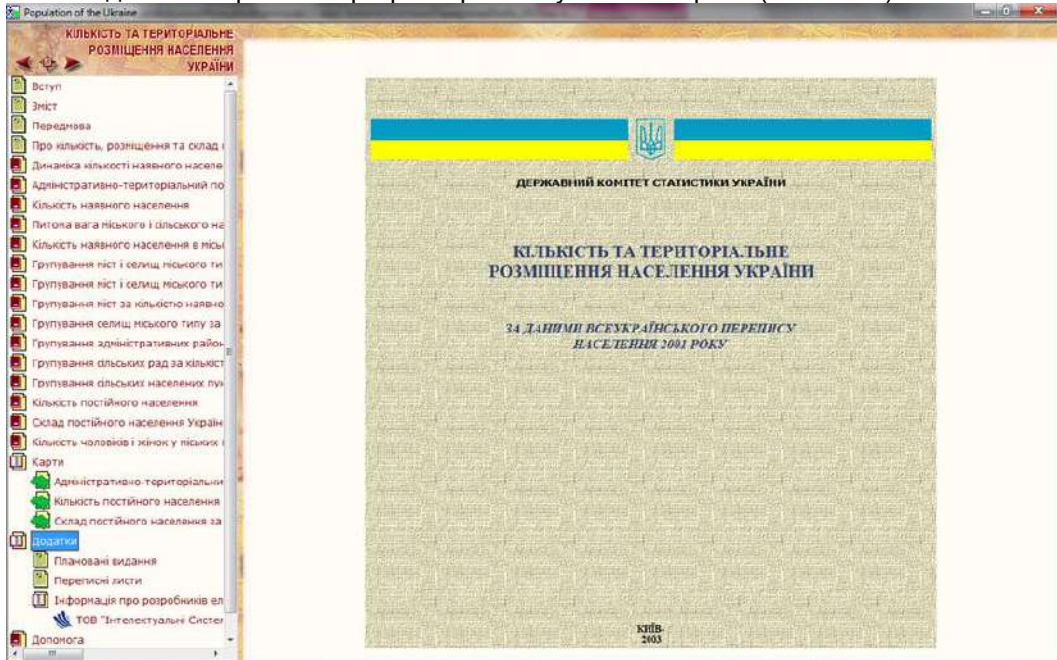 Population of the Ukraine
КІЛЬКІСТЬ ТА ТЕРИТОРІАЛЬНЕ
РОЗМІЩЕННЯ НАСЕЛЕННЯ
УКРАЇНИ
Вступ
Зміст
Передмова
Про кількість, розміщення та склад
Динаміка кількості наявного населе
Адміністративно-територіальний по
Кількість наявного населення
Питома вага міського і сільського на
Кількість наявного населення в місь
Групування міст і селищ міського ти
Групування міст і селищ міського ти
Групування міст за кількістю наявно
Групування селищ міського типу за
Групування адміністративних район
Групування сільських рад за кількіст
Групування сільських населених пун
Кількість постійного населення
Склад постійного населення Україн
Кількість чоловіків і жінок у міських
Карти
Адміністративно-територіальни
Кількість постійного населення
Склад постійного населення за
Додатки
Плановані видання
Переписні листи
Інформація про розробників ел
ТОВ "Інтелектуальні Систем
Допомога
ДЕРЖАВНИЙ КОМІТЕТ СТАТИСТИКИ УКРАЇНИ
КІЛЬКІСТЬ ТА ТЕРИТОРІАЛЬНЕ
РОЗМІЩЕННЯ НАСЕЛЕННЯ УКРАЇНИ
ЗА ДАНИМИ ВСЕУКРАЇНСЬКОГО ПЕРЕПИСУ
НАСЕЛЕННЯ 2001 РОКУ
КИЇВ-
2003